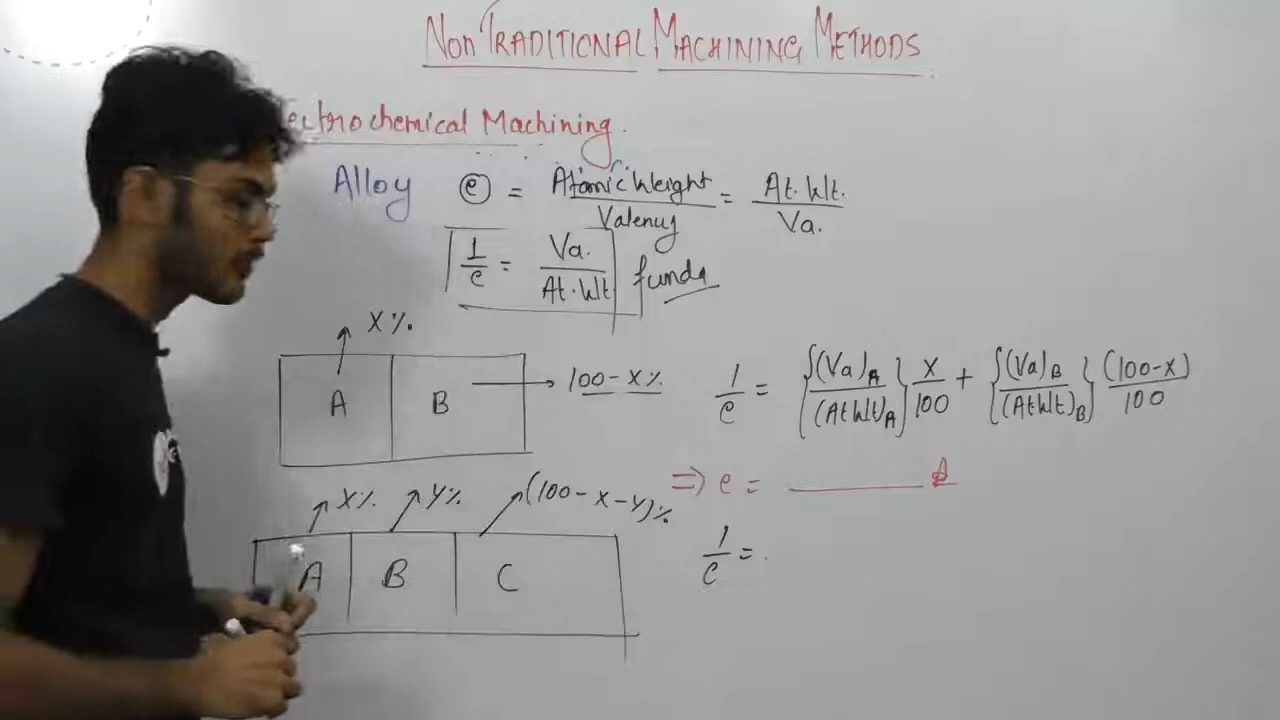 NON TRADITIONAL MACHINING METHODS
ectrochemical Machining.
Alloy e = Atomic Weight / Valency = At. Wt. / Va.
1/e = Va. / At. Wt funda
X%
A B 100 - X%
1/e = {(Va)A / (At Wt)A} X/100 + {(Va)B / (At Wt)B} (100-X)/100
⇒ e =
X% Y% (100-X-Y)%
A B C
1/e =